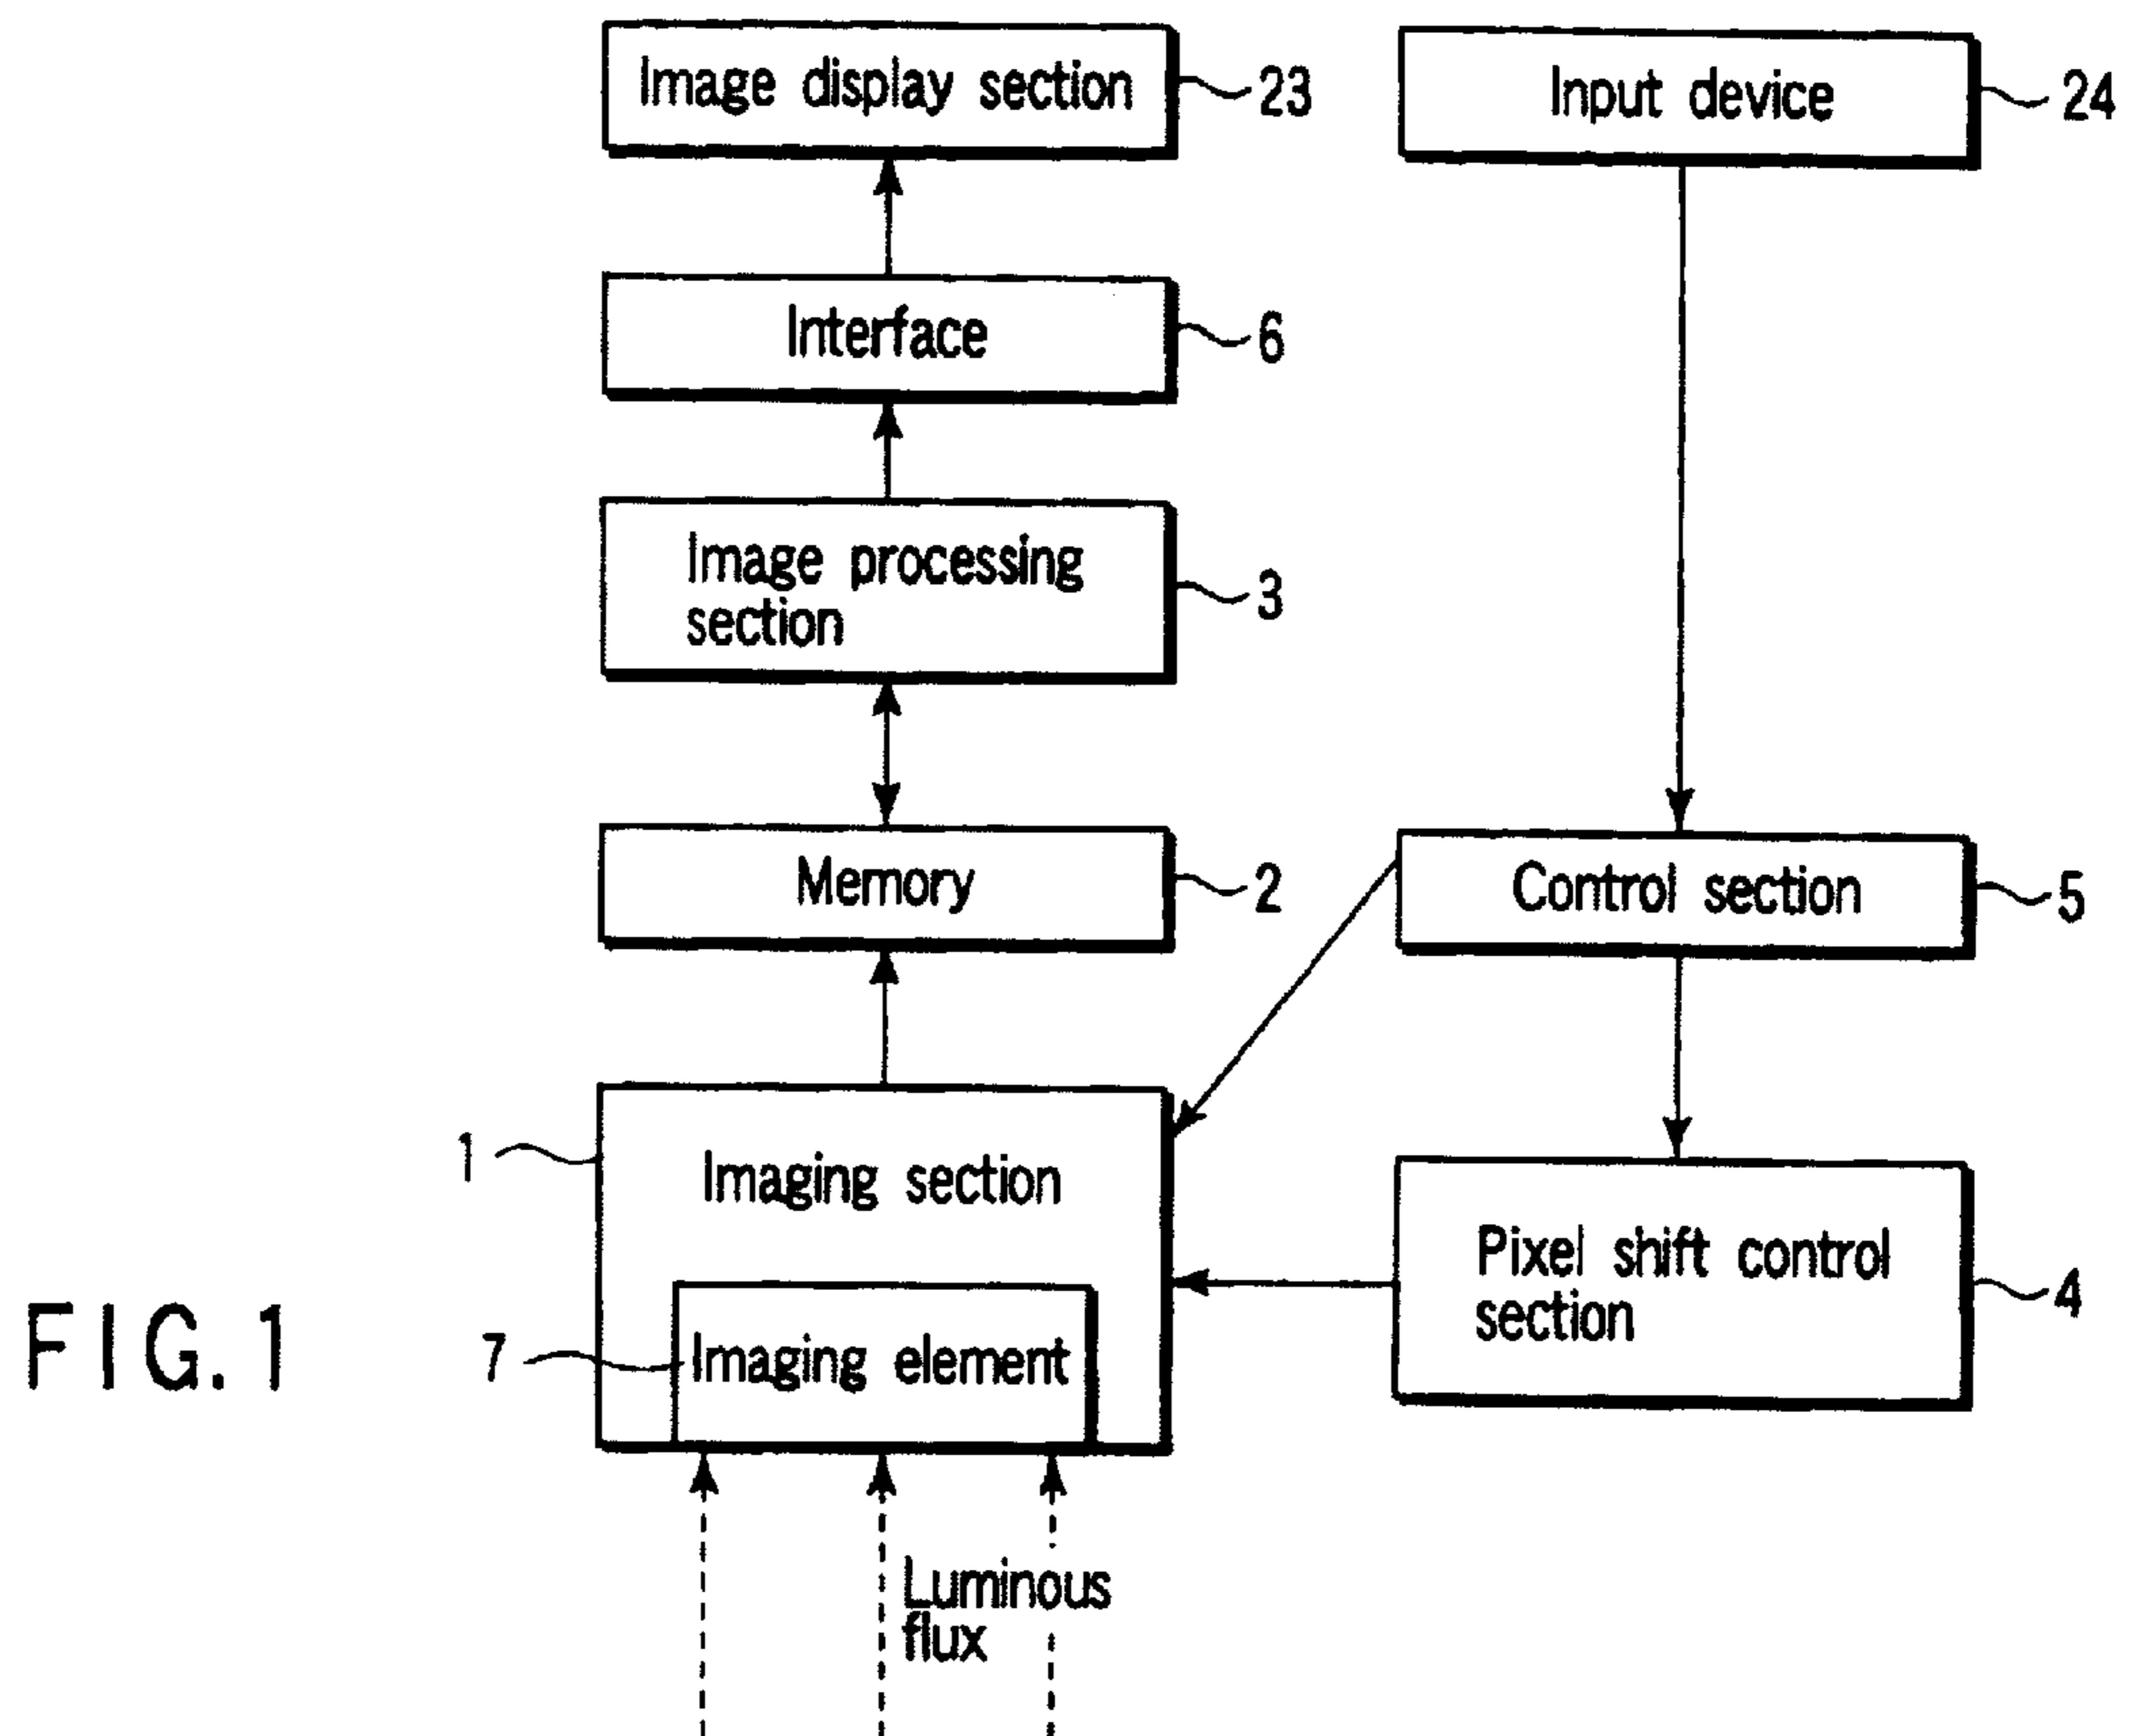 Image display section
23
Input device
24
Interface
6
Image processing
section
3
Memory
2
Control section
5
1
Imaging section
Pixel shift control
section
4
7
Imaging element
FIG. 1
Luminous
flux